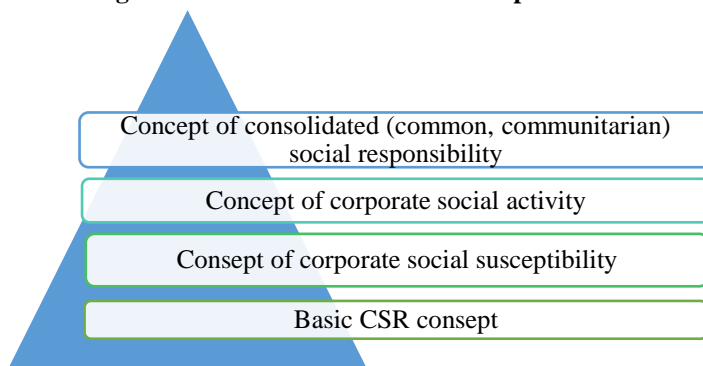 Concept of consolidated (common, communitarian)
social responsibility
Concept of corporate social activity
Consept of corporate social susceptibility
Basic CSR consept